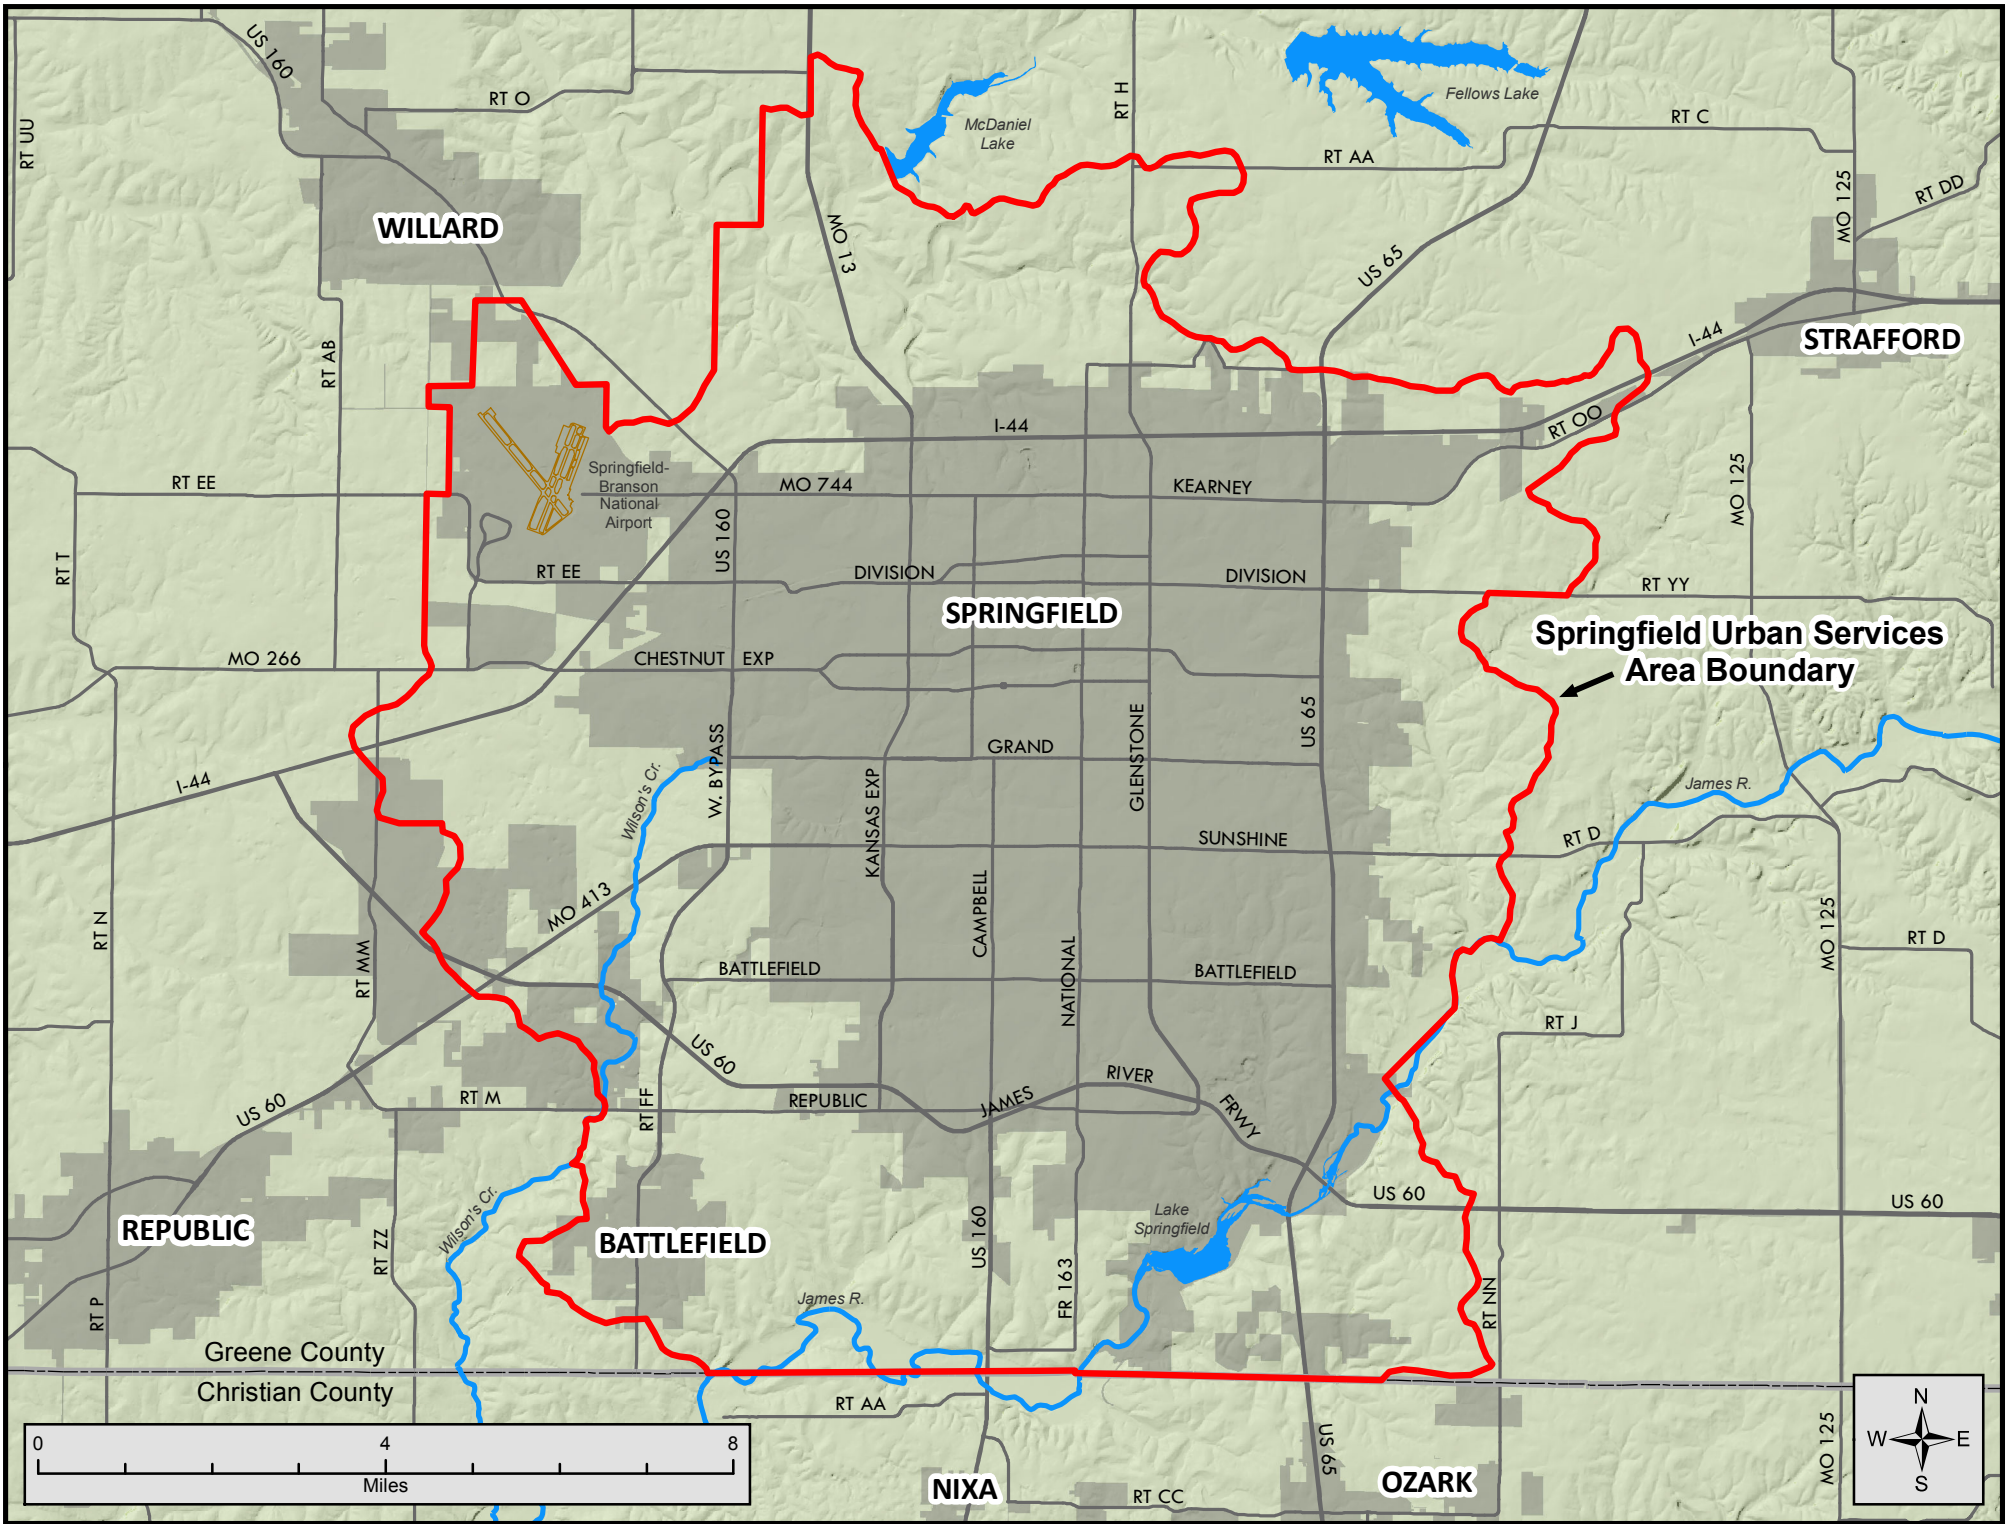 US 160
RT O
RT UU
McDaniel
Lake
RT H
Fellows Lake
RT C
RT AA
MO 125
RT DD
WILLARD
MO 13
US 65
I-44
STRAFFORD
RT AB
RT OO
I-44
Springfield-
Branson
National
Airport
RT EE
MO 744
KEARNEY
MO 125
US 160
RT T
RT EE
DIVISION
DIVISION
RT YY
SPRINGFIELD
Springfield Urban Services
Area Boundary
MO 266
CHESTNUT EXP
US 65
GLENSTONE
GRAND
W. BYPASS
I-44
Wilson's Cr.
KANSAS EXP
James R.
SUNSHINE
RT D
MO 413
CAMPBELL
RT N
RT MM
NATIONAL
MO 125
RT D
BATTLEFIELD
BATTLEFIELD
RT J
US 60
RIVER
JAMES
FRWY
US 60
RT M
RT FF
REPUBLIC
US 60
US 60
REPUBLIC
Wilson's Cr.
BATTLEFIELD
Lake
Springfield
RT ZZ
US 160
FR 163
RT NN
RT P
James R.
Greene County
Christian County
RT AA
US 65
MO 125
N
W E
S
0 4 8
Miles
NIXA
RT CC
OZARK